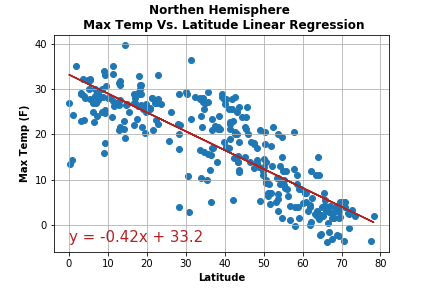 Northen Hemisphere
Max Temp Vs. Latitude Linear Regression
Max Temp (F)
40
30
20
10
0
y = -0.42x + 33.2
0 10 20 30 40 50 60 70 80
Latitude